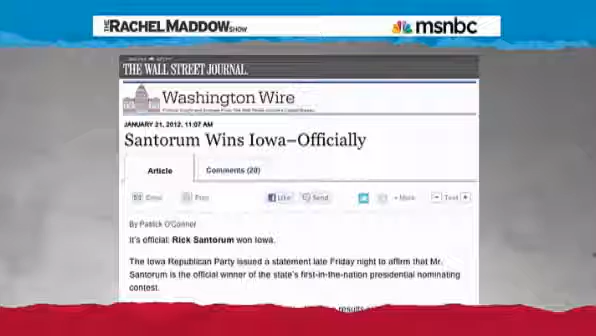 THE RACHEL MADDOW SHOW
msnbc
THE WALL STREET JOURNAL.
Washington Wire
JANUARY 21, 2012, 11:07 AM
Santorum Wins Iowa–Officially
Article
Comments (20)
Email
Print
Like
Send
+ More
Text
By Patrick O'Connor
It's official: Rick Santorum won Iowa.
The Iowa Republican Party issued a statement late Friday night to affirm that Mr.
Santorum is the official winner of the state's first-in-the-nation presidential nominating
contest.
results